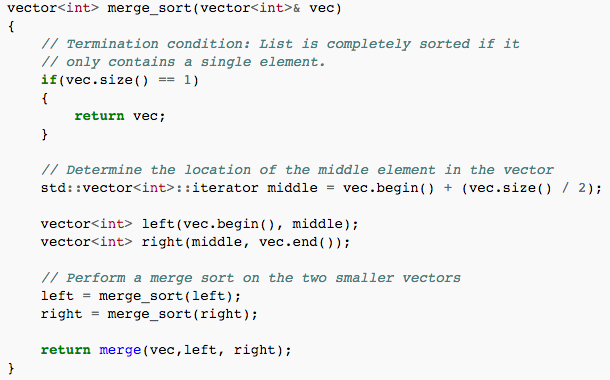 vector<int> merge_sort(vector<int>& vec)
{
    // Termination condition: List is completely sorted if it
    // only contains a single element.
    if(vec.size() == 1)
    {
        return vec;
    }

    // Determine the location of the middle element in the vector
    std::vector<int>::iterator middle = vec.begin() + (vec.size() / 2);

    vector<int> left(vec.begin(), middle);
    vector<int> right(middle, vec.end());

    // Perform a merge sort on the two smaller vectors
    left = merge_sort(left);
    right = merge_sort(right);

    return merge(vec,left, right);
}